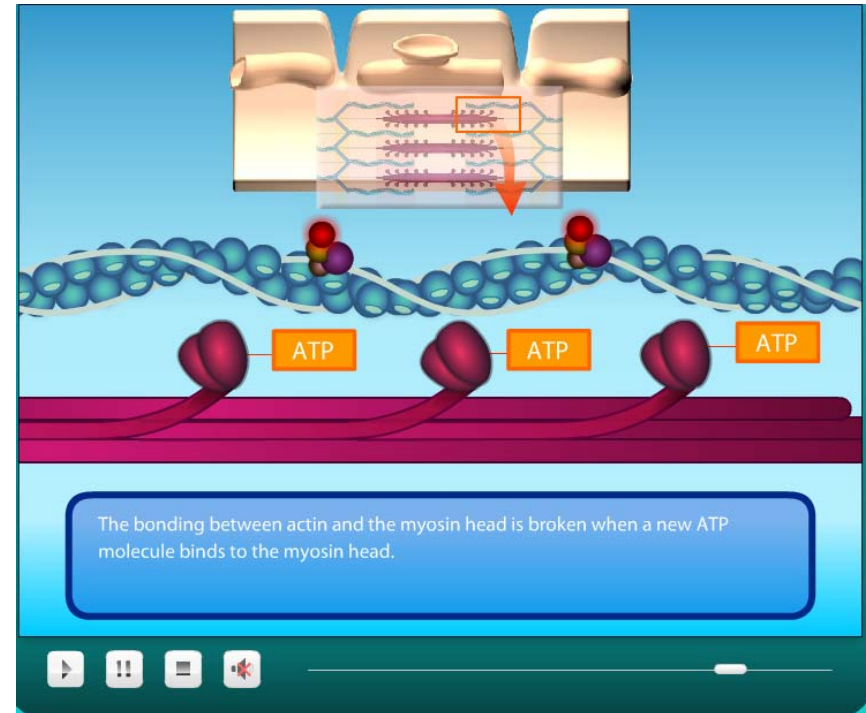 ATP
ATP
ATP
The bonding between actin and the myosin head is broken when a new ATP
molecule binds to the myosin head.